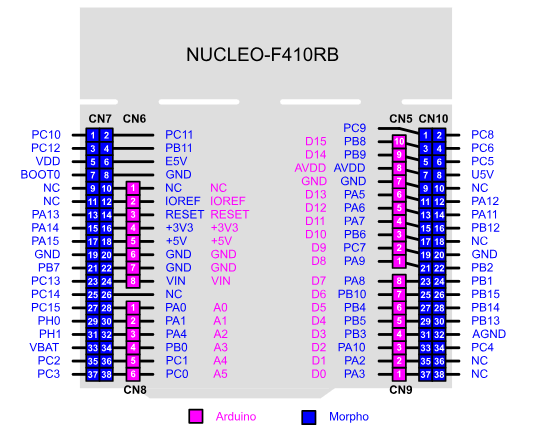 NUCLEO-F410RB
CN7 CN6 CN5 CN10
PC9 1 2 PC8
PC10 1 2 PC11 D15 PB8 10 3 4 PC6
PC12 3 4 PB11 D14 PB9 9 5 6 PC5
VDD 5 6 E5V AVDD AVDD 8 7 8 U5V
BOOT0 7 8 GND GND GND 7 9 10 NC
NC 9 10 1 NC NC D13 PA5 6 11 12 PA12
NC 11 12 2 IOREF IOREF D12 PA6 5 13 14 PA11
PA13 13 14 3 RESET RESET D11 PA7 4 15 16 PB12
PA14 15 16 4 +3V3 +3V3 D10 PB6 3 17 18 NC
PA15 17 18 5 +5V +5V D9 PC7 2 19 20 GND
GND 19 20 6 GND GND D8 PA9 1 21 22 PB2
PB7 21 22 7 GND GND
PC13 23 24 8 VIN VIN D7 PA8 8 23 24 PB1
PC14 25 26 NC D6 PB10 7 25 26 PB15
PC15 27 28 1 PA0 A0 D5 PB4 6 27 28 PB14
PH0 29 30 2 PA1 A1 D4 PB5 5 29 30 PB13
PH1 31 32 3 PA4 A2 D3 PB3 4 31 32 AGND
VBAT 33 34 4 PB0 A3 D2 PA10 3 33 34 PC4
PC2 35 36 5 PC1 A4 D1 PA2 2 35 36 NC
PC3 37 38 6 PC0 A5 D0 PA3 1 37 38 NC
CN8 CN9
Arduino Morpho